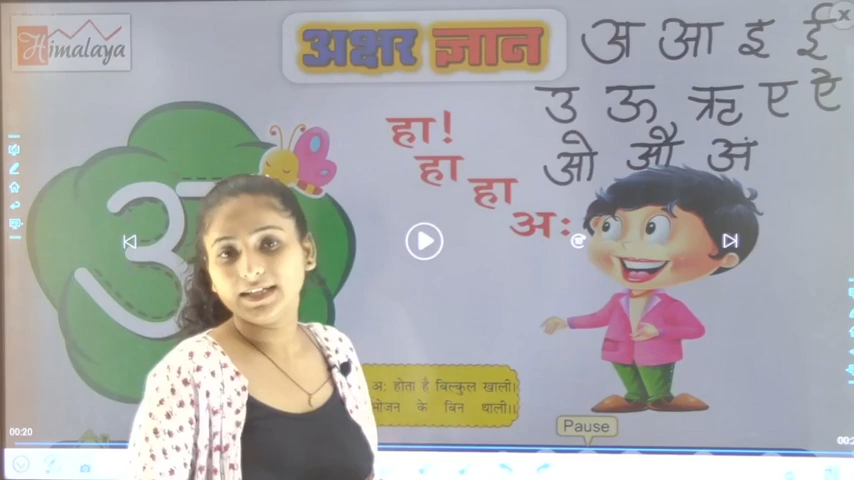 Himalaya
अक्षर ज्ञान
अ आ इ ई
उ ऊ ऋ ए ऐ
ओ औ अं
हा!
हा
हा
अः
अ
अः होता है बिल्कुल खाली।
भोजन के बिन थाली।।
00:20
Pause